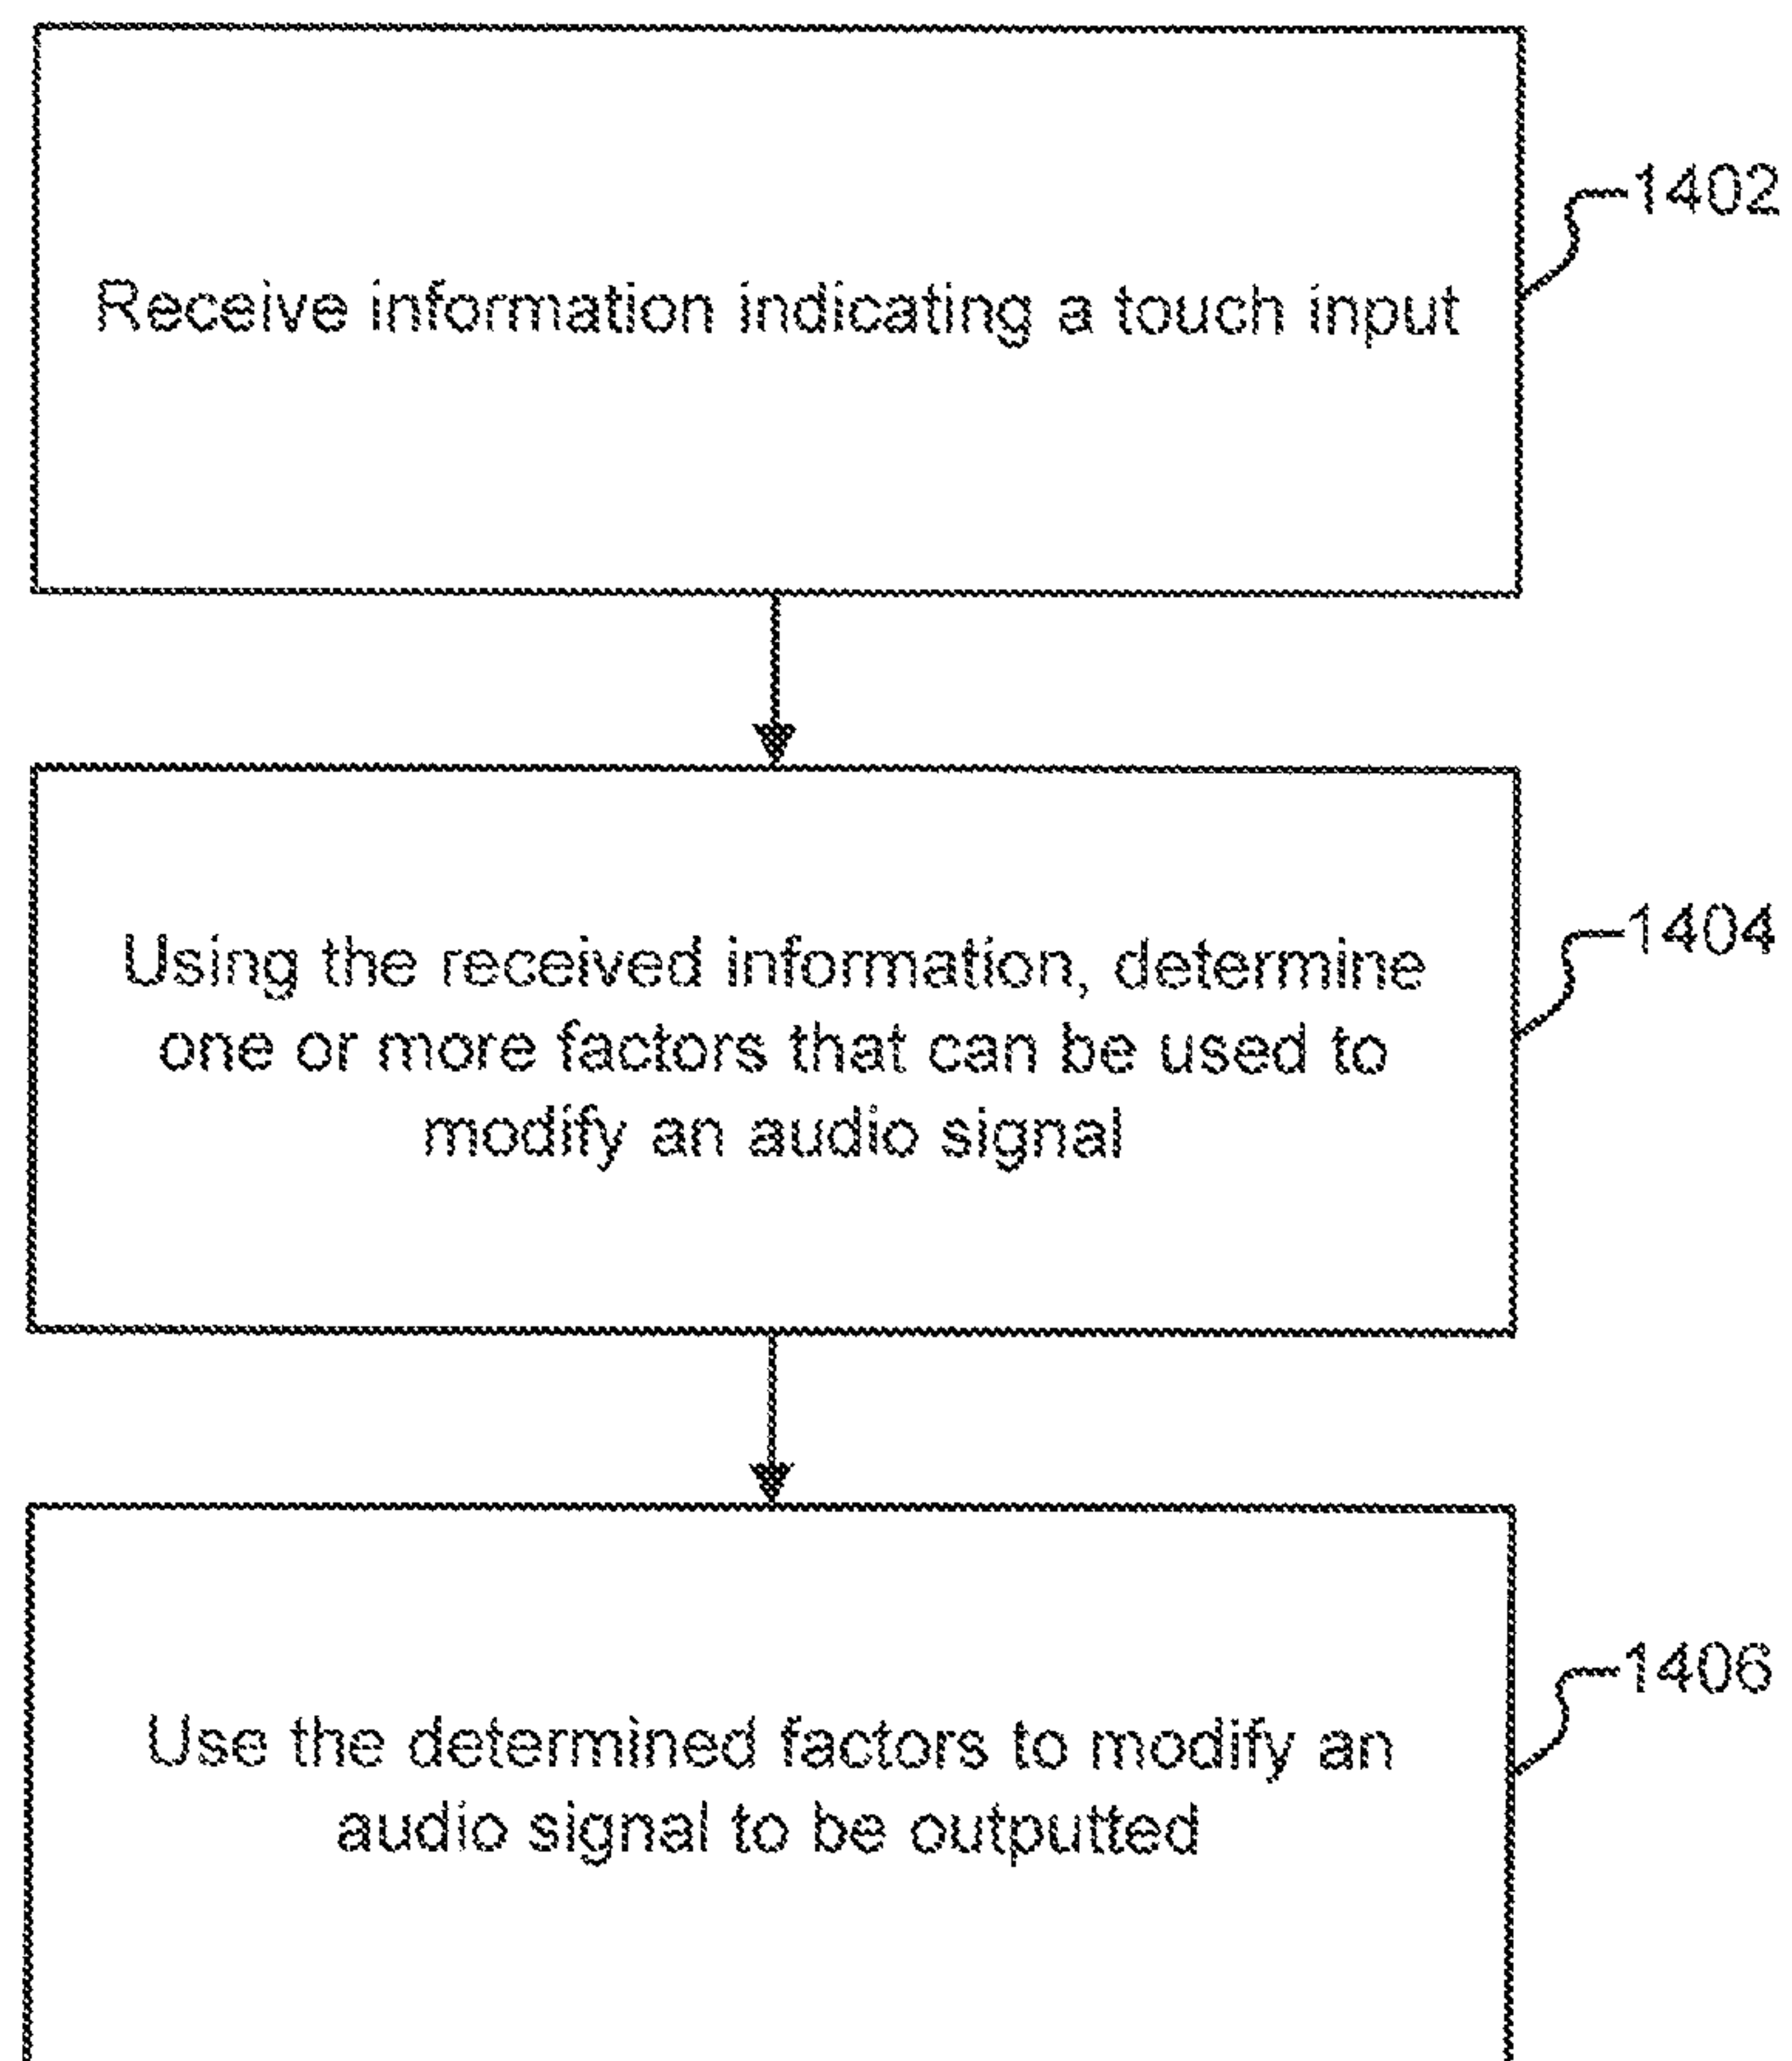 1402
Receive information indicating a touch input
1404
Using the received information, determine
one or more factors that can be used to
modify an audio signal
1406
Use the determined factors to modify an
audio signal to be outputted